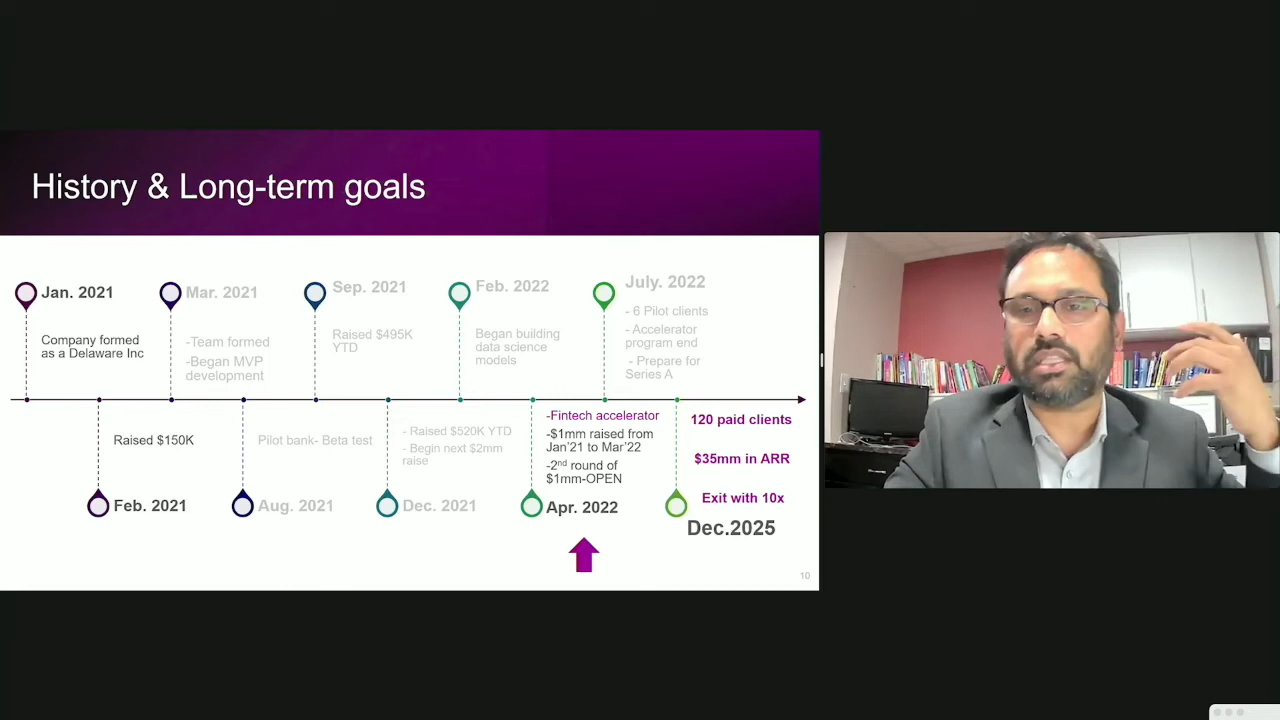 History & Long-term goals
Jan. 2021
Company formed
as a Delaware Inc
Mar. 2021
-Team formed
-Began MVP
development
Sep. 2021
Raised $495K
YTD
Feb. 2022
Began building
data science
models
July. 2022
- 6 Pilot clients
- Accelerator
program end
- Prepare for
Series A
Raised $150K
Feb. 2021
Pilot bank- Beta test
Aug. 2021
- Raised $520K YTD
- Begin next $2mm
raise
Dec. 2021
-Fintech accelerator
-$1mm raised from
Jan'21 to Mar'22
-2nd round of
$1mm-OPEN
Apr. 2022
120 paid clients
$35mm in ARR
Exit with 10x
Dec.2025
10